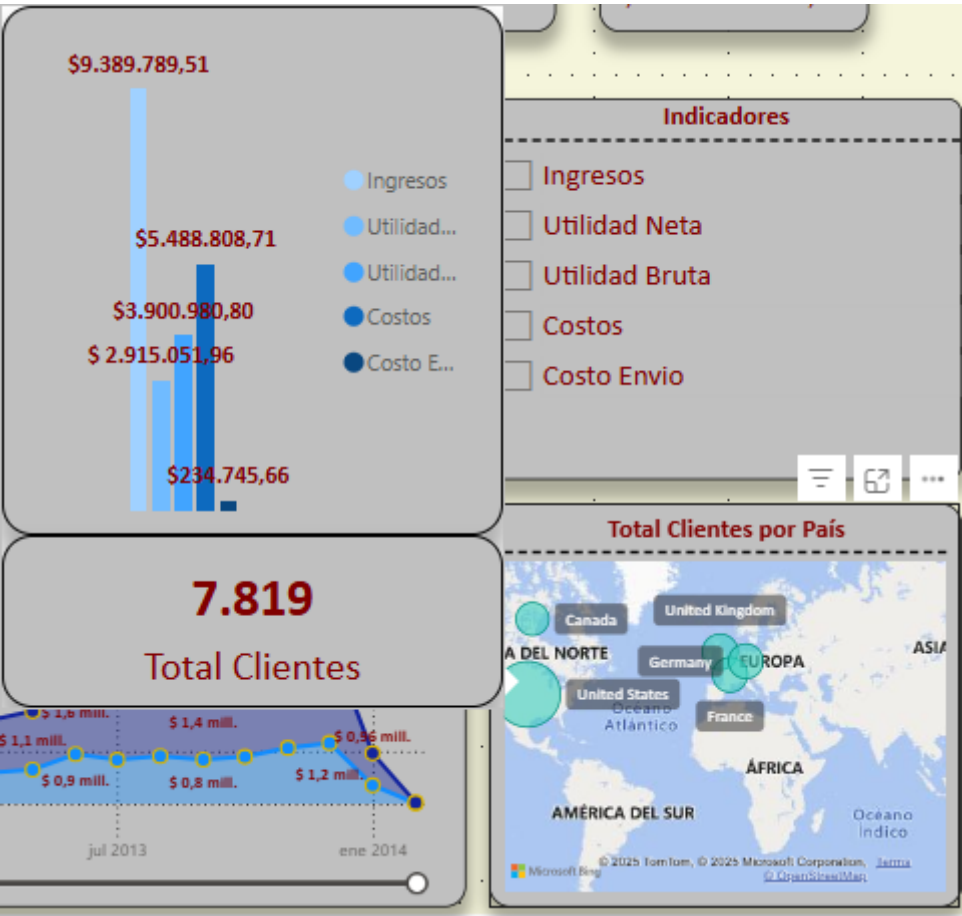 $9.389.789,51
$5.488.808,71
$3.900.980,80
$ 2.915.051,96
$234.745,66
Ingresos
Utilidad...
Utilidad...
Costos
Costo E...
Indicadores
Ingresos
Utilidad Neta
Utilidad Bruta
Costos
Costo Envio
7.819
Total Clientes
$ 1,6 mill.
$ 1,4 mill.
$ 1,1 mill.
$ 0,9 mill.
$ 0,8 mill.
$ 1,2 mill.
jul 2013
ene 2014
Total Clientes por País
Canada
United Kingdom
A DEL NORTE
Germany
EUROPA
ASIA
United States
Océano
Atlántico
France
ÁFRICA
AMÉRICA DEL SUR
Océano
Índico
Microsoft Bing
© 2025 TomTom, © 2025 Microsoft Corporation, Terms
© OpenStreetMap